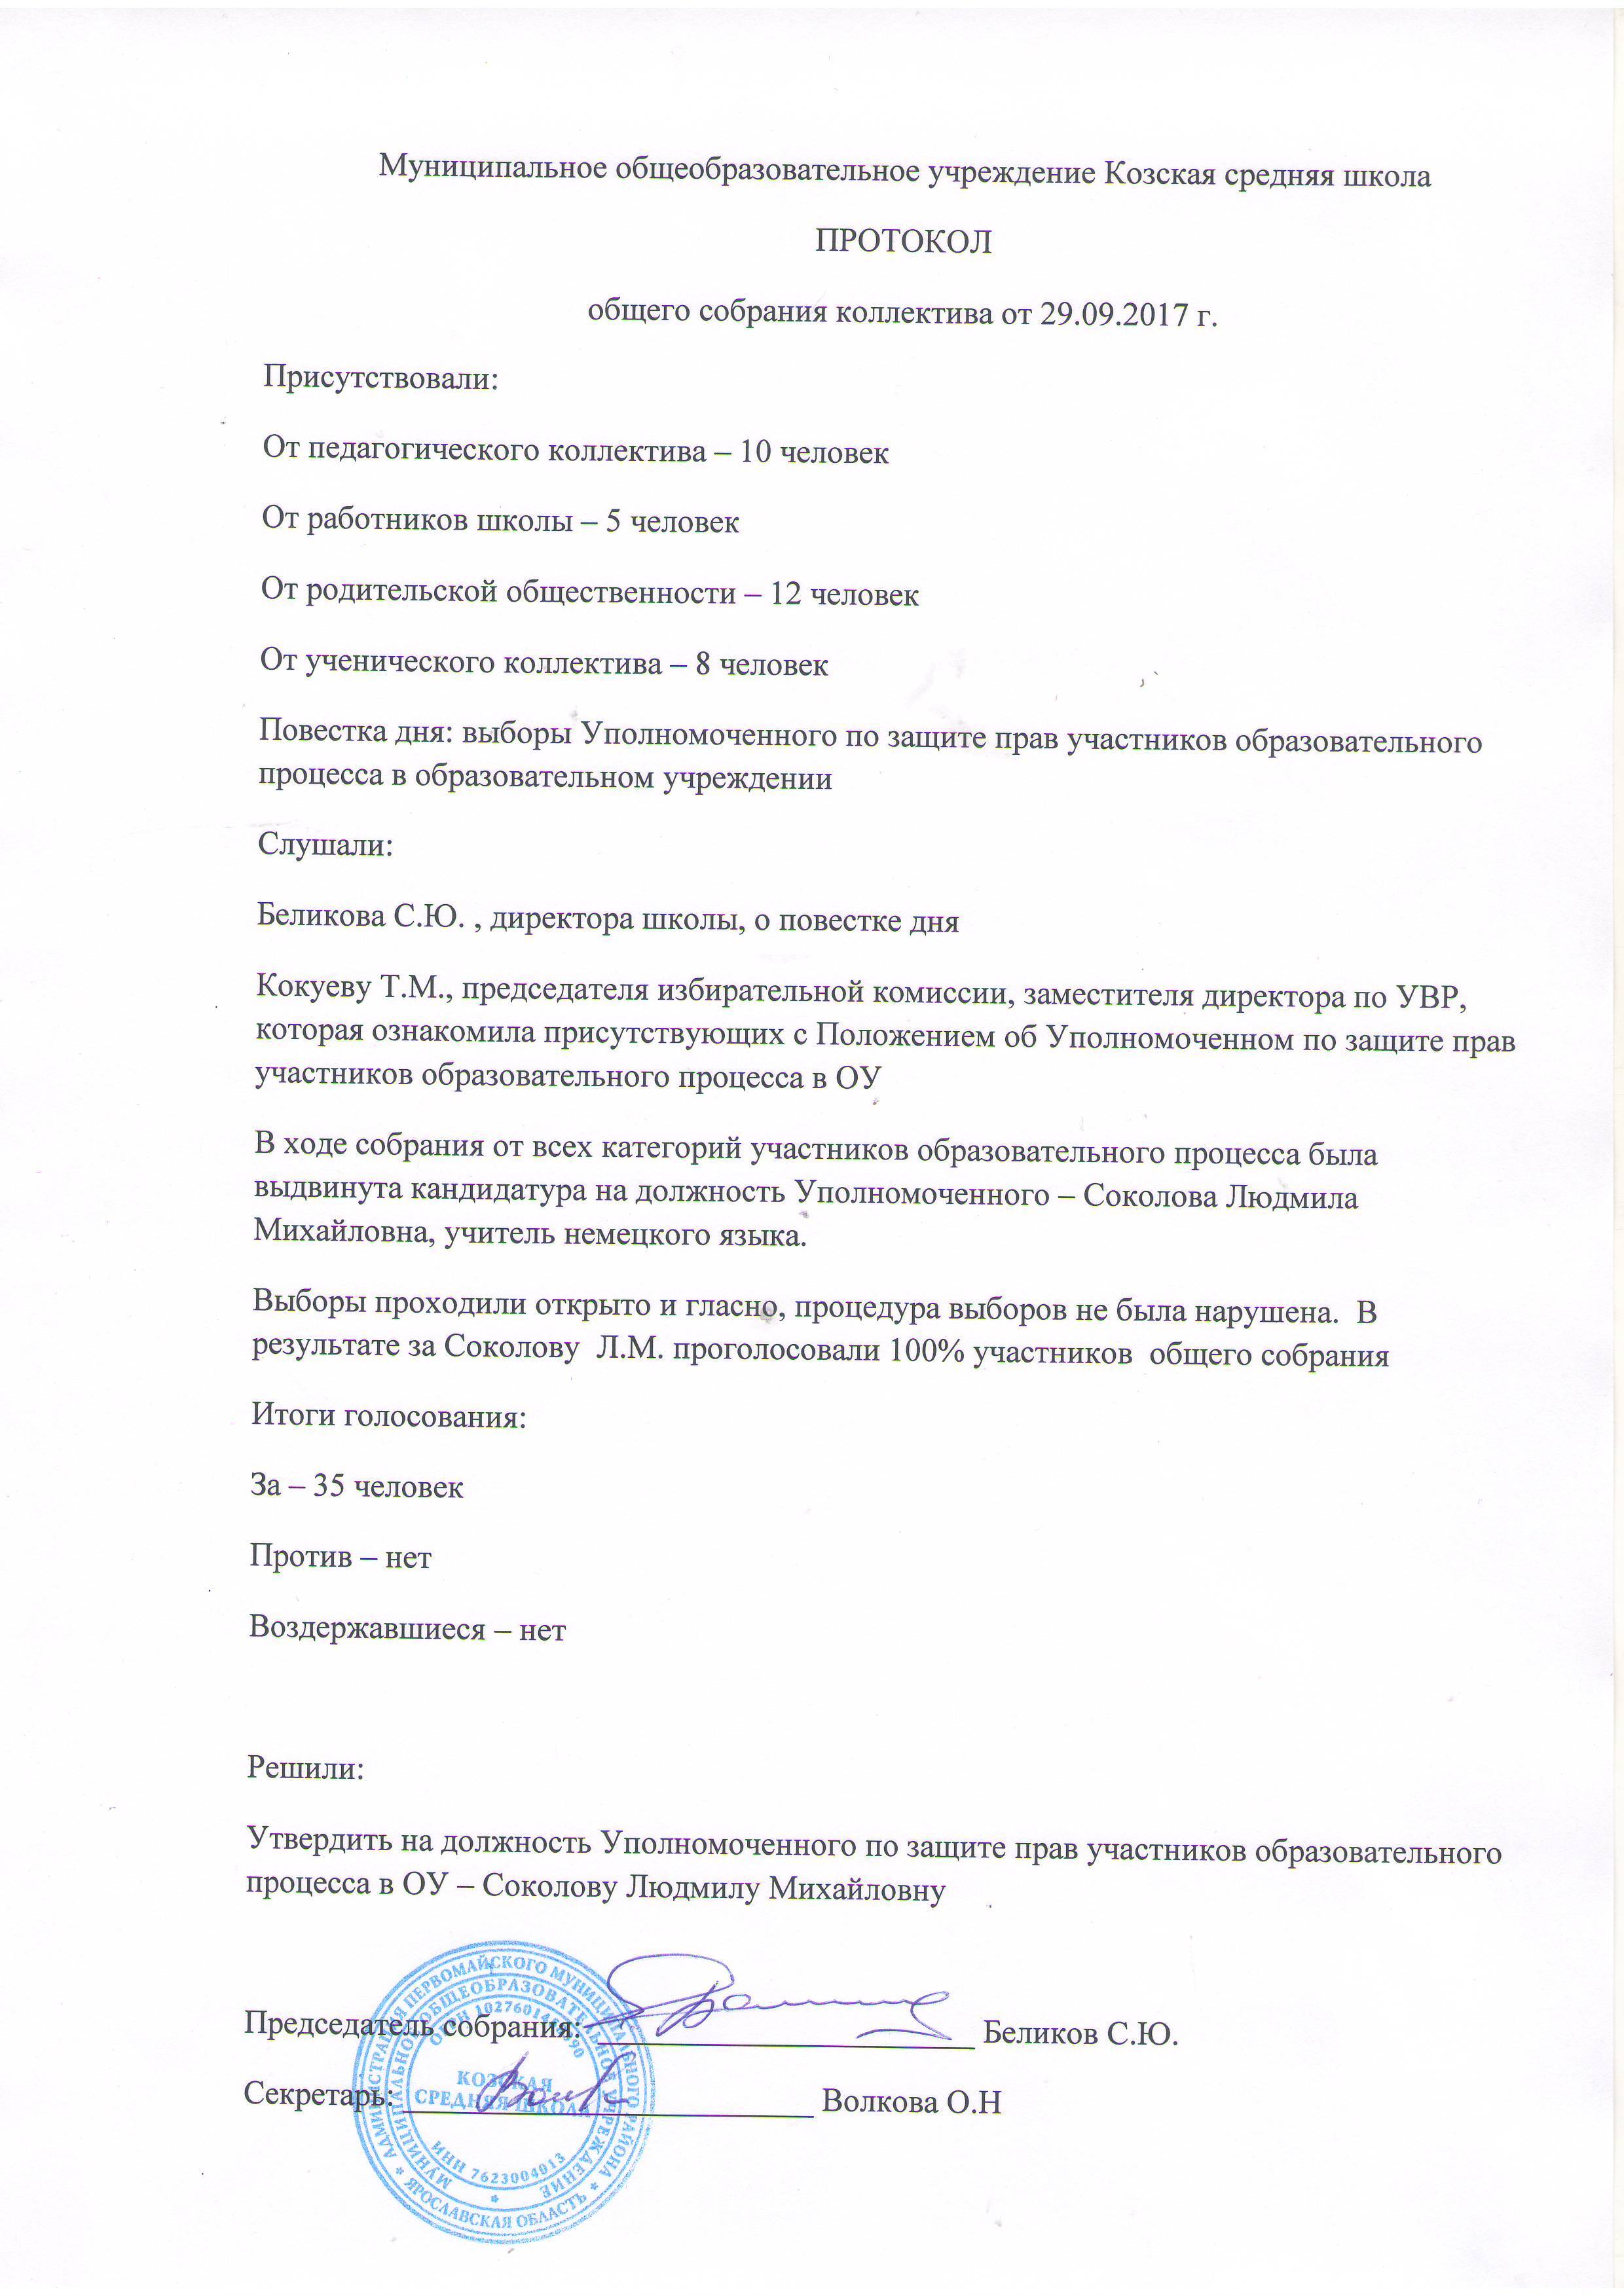 Муниципальное общеобразовательное учреждение Козская средняя школа
ПРОТОКОЛ
общего собрания коллектива от 29.09.2017 г.
Присутствовали:
От педагогического коллектива – 10 человек
От работников школы – 5 человек
От родительской общественности – 12 человек
От ученического коллектива – 8 человек
Повестка дня: выборы Уполномоченного по защите прав участников образовательного
процесса в образовательном учреждении
Слушали:
Беликова С.Ю. , директора школы, о повестке дня
Кокуеву Т.М., председателя избирательной комиссии, заместителя директора по УВР,
которая ознакомила присутствующих с Положением об Уполномоченном по защите прав
участников образовательного процесса в ОУ
В ходе собрания от всех категорий участников образовательного процесса была
выдвинута кандидатура на должность Уполномоченного – Соколова Людмила
Михайловна, учитель немецкого языка.
Выборы проходили открыто и гласно, процедура выборов не была нарушена.  В
результате за Соколову  Л.М. проголосовали 100% участников  общего собрания
Итоги голосования:
За – 35 человек
Против – нет
Воздержавшиеся – нет
Решили:
Утвердить на должность Уполномоченного по защите прав участников образовательного
процесса в ОУ – Соколову Людмилу Михайловну
Председатель собрания: ______________________ Беликов С.Ю.
Секретарь: ________________________ Волкова О.Н
АДМИНИСТРАЦИЯ ПЕРВОМАЙСКОГО МУНИЦИПАЛЬНОГО РАЙОНА * ЯРОСЛАВСКАЯ ОБЛАСТЬ *
МУНИЦИПАЛЬНОЕ ОБЩЕОБРАЗОВАТЕЛЬНОЕ УЧРЕЖДЕНИЕ *
ОГРН
КОЗСКАЯ
СРЕДНЯЯ ШКОЛА
ИНН 7623004013